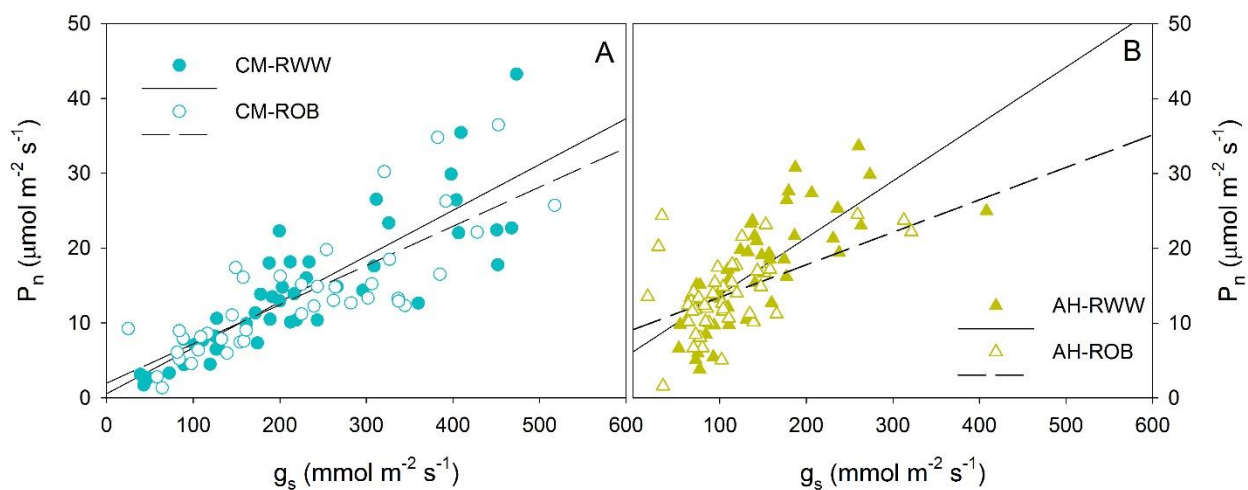 50
40
30
20
10
0
Pₙ (μmol m⁻² s⁻¹)
A
CM-RWW
CM-ROB
0 100 200 300 400 500 600
gₛ (mmol m⁻² s⁻¹)
B
AH-RWW
AH-ROB
100 200 300 400 500 600
gₛ (mmol m⁻² s⁻¹)
50
40
30
20
10
0
Pₙ (μmol m⁻² s⁻¹)